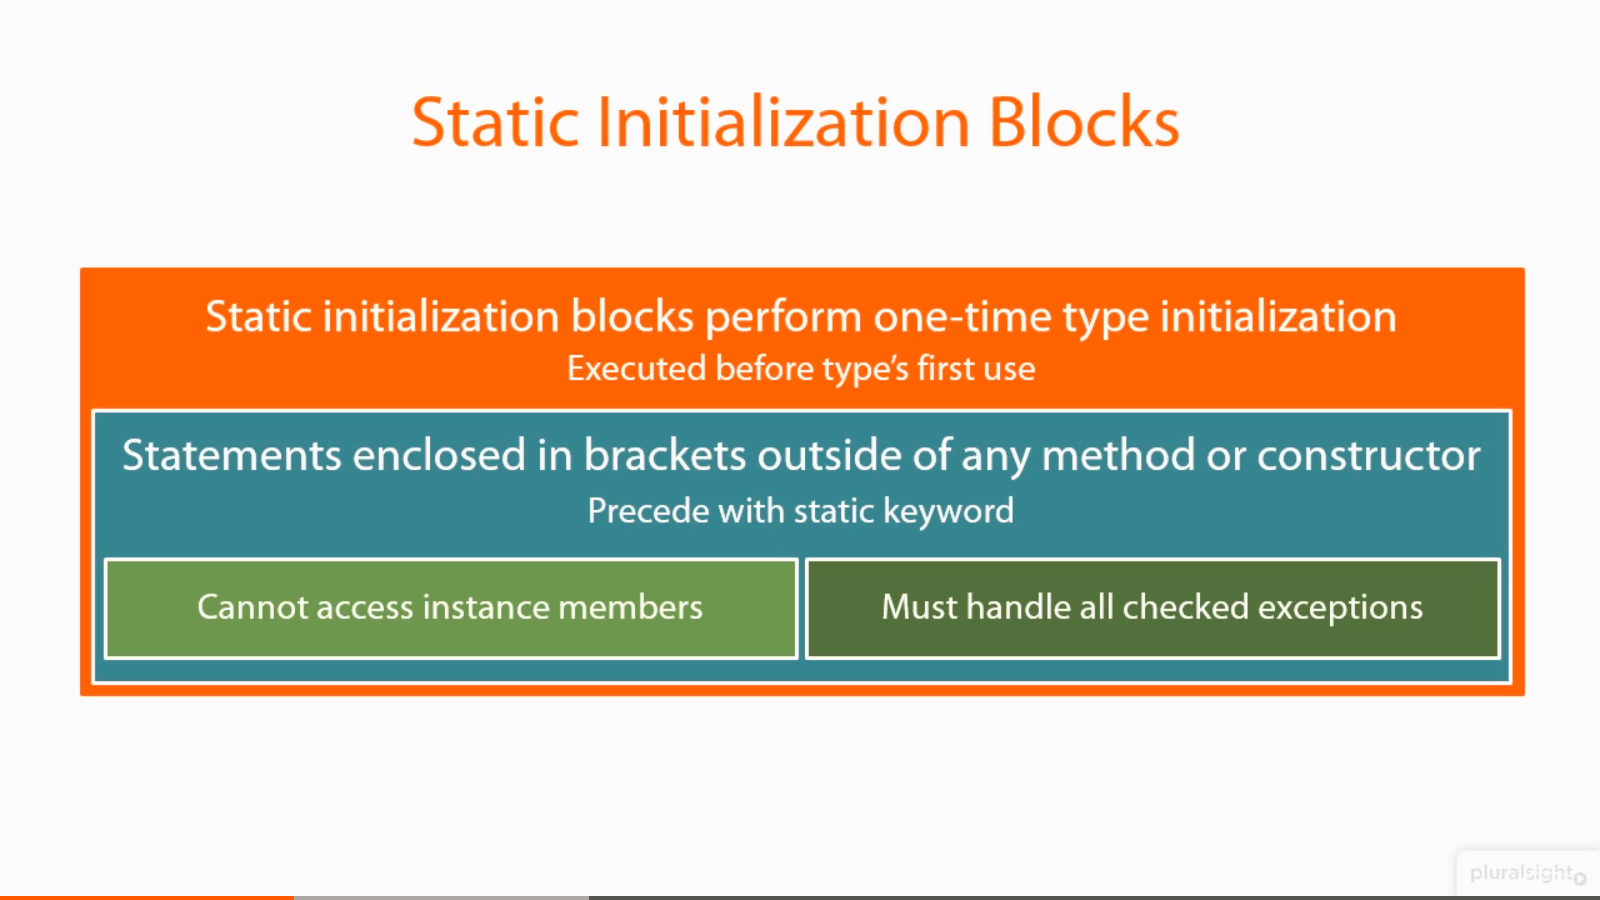 Static Initialization Blocks
Static initialization blocks perform one-time type initialization
Executed before type's first use
Statements enclosed in brackets outside of any method or constructor
Precede with static keyword
Cannot access instance members
Must handle all checked exceptions
pluralsight